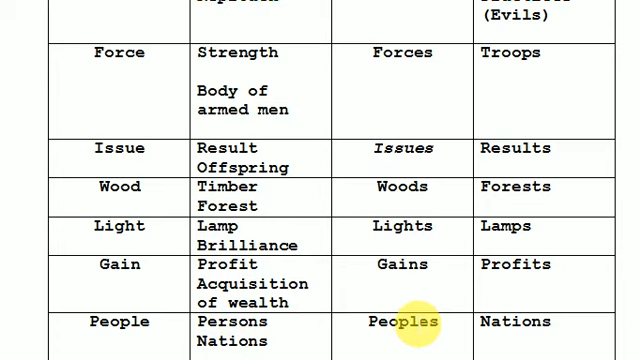 (Evils)
Force Strength Forces Troops
Body of
armed men
Issue Result Issues Results
Offspring
Wood Timber Woods Forests
Forest
Light Lamp Lights Lamps
Brilliance
Gain Profit Gains Profits
Acquisition
of wealth
People Persons Peoples Nations
Nations